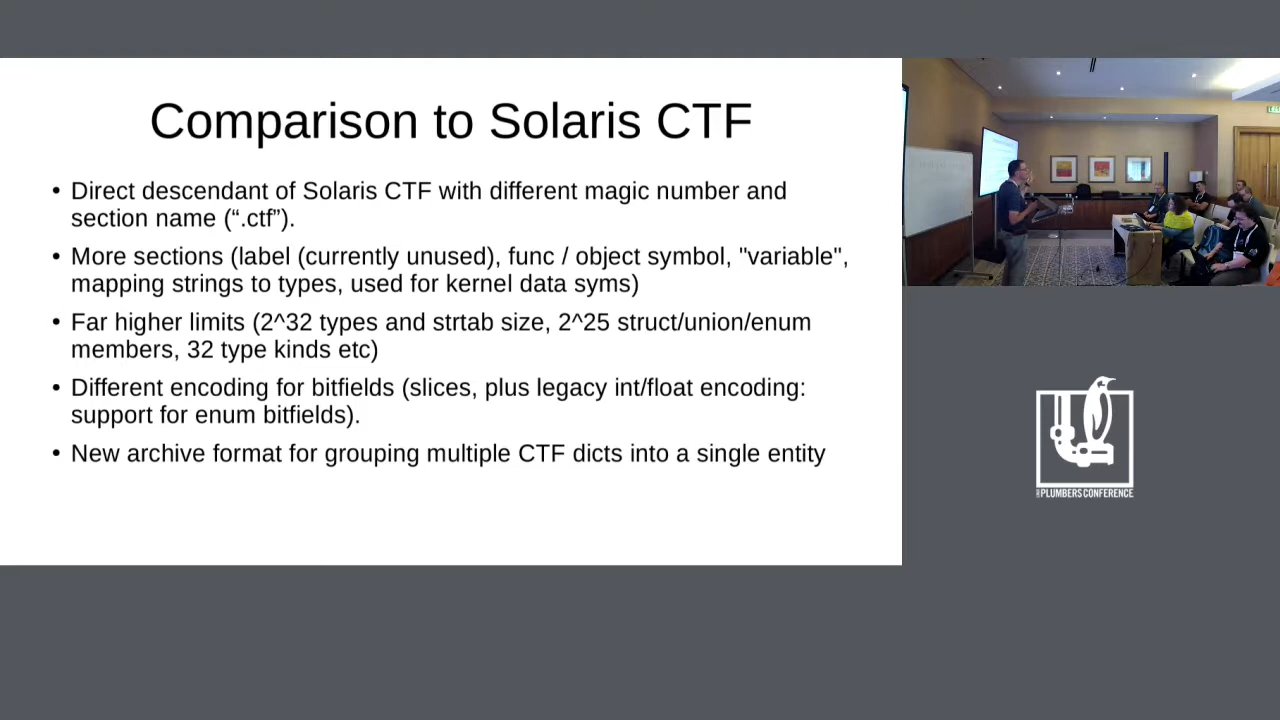 Comparison to Solaris CTF
• Direct descendant of Solaris CTF with different magic number and
section name (“.ctf”).
• More sections (label (currently unused), func / object symbol, "variable",
mapping strings to types, used for kernel data syms)
• Far higher limits (2^32 types and strtab size, 2^25 struct/union/enum
members, 32 type kinds etc)
• Different encoding for bitfields (slices, plus legacy int/float encoding:
support for enum bitfields).
• New archive format for grouping multiple CTF dicts into a single entity
PLUMBERS CONFERENCE